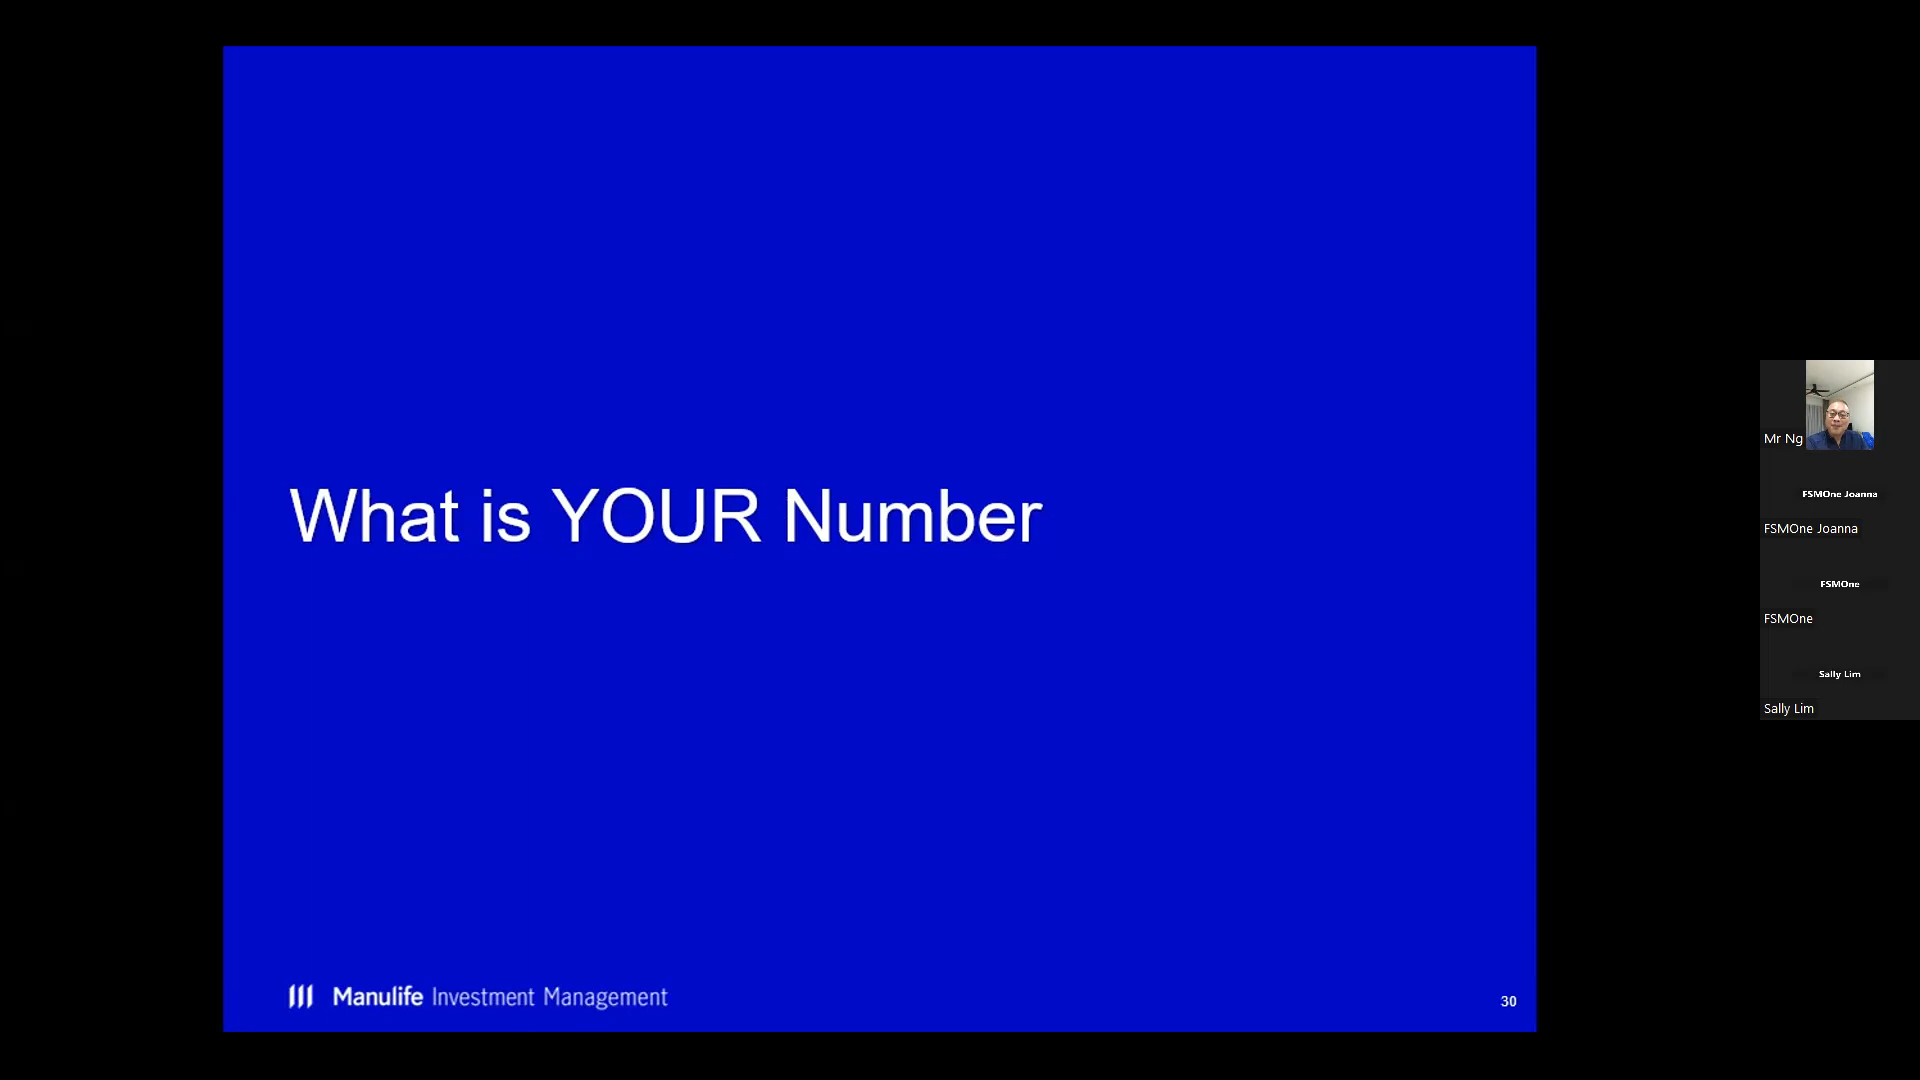 What is YOUR Number
Manulife Investment Management
30
Mr Ng
FSMOne Joanna
FSMOne Joanna
FSMOne
FSMOne
Sally Lim
Sally Lim